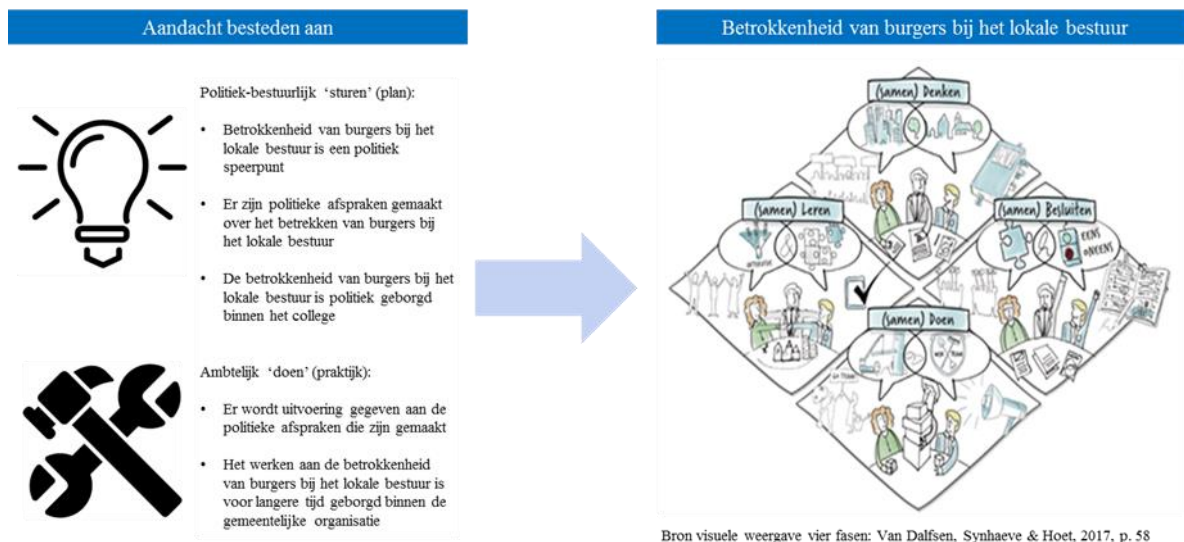 Aandacht besteden aan
Politiek-bestuurlijk ‘sturen’ (plan):
• Betrokkenheid van burgers bij het
lokale bestuur is een politiek
speerpunt
• Er zijn politieke afspraken gemaakt
over het betrekken van burgers bij
het lokale bestuur
• De betrokkenheid van burgers bij het
lokale bestuur is politiek geborgd
binnen het college
Ambtelijk ‘doen’ (praktijk):
• Er wordt uitvoering gegeven aan de
politieke afspraken die zijn gemaakt
• Het werken aan de betrokkenheid
van burgers bij het lokale bestuur is
voor langere tijd geborgd binnen de
gemeentelijke organisatie
Betrokkenheid van burgers bij het lokale bestuur
(samen) Denken
(samen) Leren
(samen) Besluiten
EENS
ONEENS
(samen) Doen
Bron visuele weergave vier fasen: Van Dalfsen, Synhaeve & Hoet, 2017, p. 58